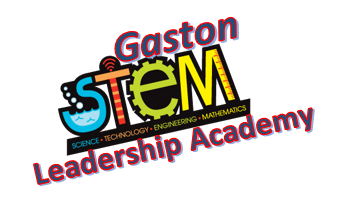 Gaston
STEM
SCIENCE • TECHNOLOGY • ENGINEERING • MATHEMATICS
Leadership Academy